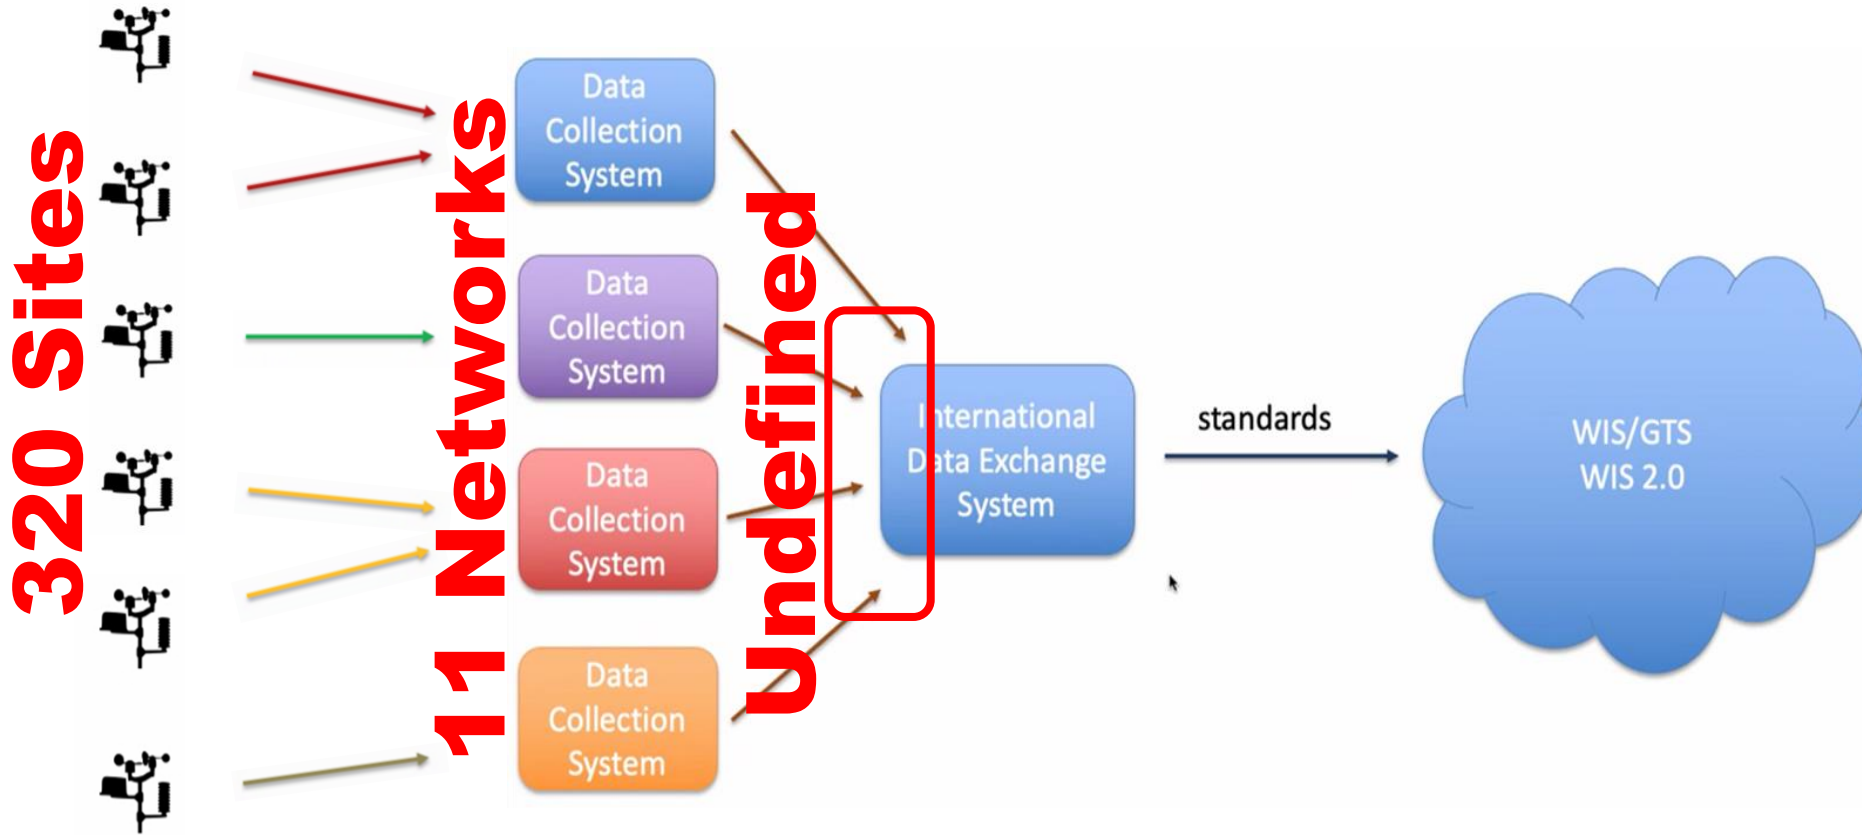 320 Sites
11 Networks
Data
Collection
System
Data
Collection
System
Data
Collection
System
Data
Collection
System
Undefined
International
Data Exchange
System
standards
WIS/GTS
WIS 2.0